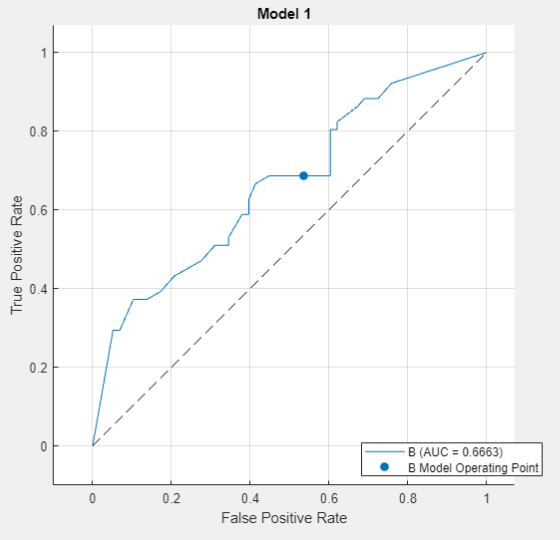 Model 1
1
0.8
0.6
0.4
0.2
0
True Positive Rate
0 0.2 0.4 0.6 0.8 1
False Positive Rate
B (AUC = 0.6663)
B Model Operating Point